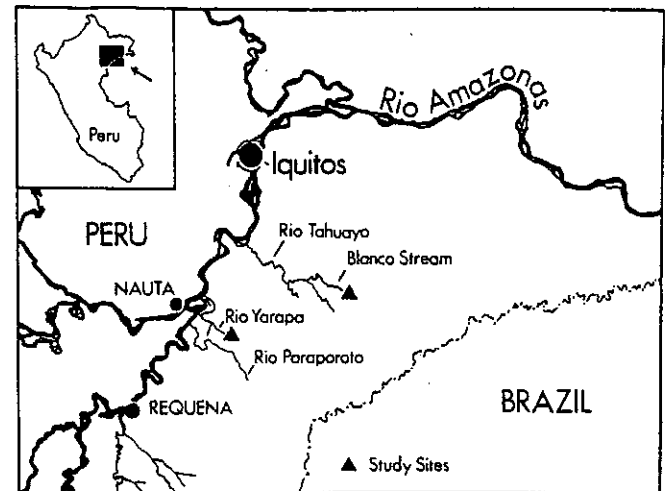 Peru
Rio Amazonas
Iquitos
PERU
Rio Tahuayo
Blanco Stream
NAUTA
Rio Yarapa
Rio Paraporoto
REQUENA
BRAZIL
▲ Study Sites